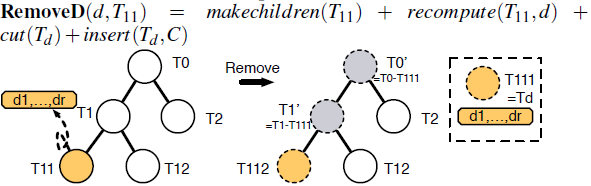 RemoveD(d,T11) = makechildren(T11) + recompute(T11,d) +
cut(Td)+insert(Td,C)
T0
Remove
T0'
=T0-T111
d1,...,dr
T1
T2
T1'
=T1-T111
T2
T111
=Td
d1,...,dr
T11
T12
T112
T12